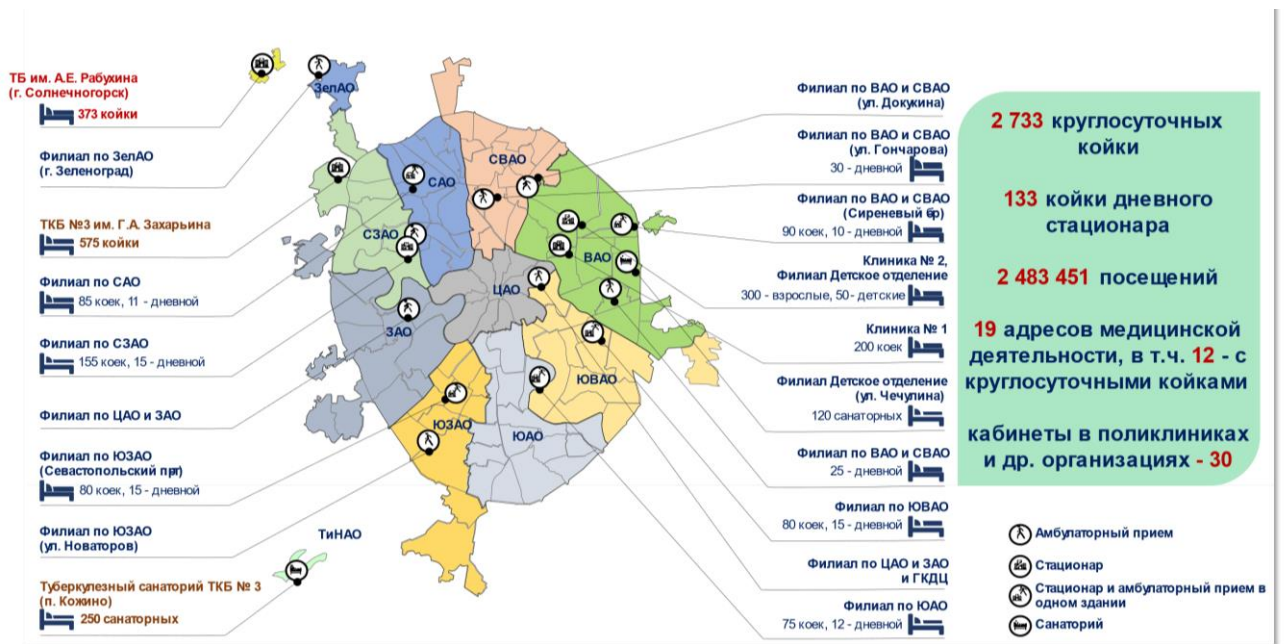 ТБ им. А.Е. Рабухина
(г. Солнечногорск)
373 койки
Филиал по ЗелАО
(г. Зеленоград)
ТКБ №3 им. Г.А. Захарьина
575 койки
Филиал по САО
85 коек, 11 - дневной
Филиал по СЗАО
155 коек, 15 - дневной
Филиал по ЦАО и ЗАО
Филиал по ЮЗАО
(Севастопольский прт)
80 коек, 15 - дневной
Филиал по ЮЗАО
(ул. Новаторов)
Туберкулезный санаторий ТКБ № 3
(п. Кожино)
250 санаторных
ЗелАО
СВАО
САО
СЗАО
ВАО
ЦАО
ЗАО
ЮВАО
ЮЗАО
ЮАО
ТиНАО
Филиал по ВАО и СВАО
(ул. Докукина)
Филиал по ВАО и СВАО
(ул. Гончарова)
30 - дневной
Филиал по ВАО и СВАО
(Сиреневый бр)
90 коек, 10 - дневной
Клиника № 2,
Филиал Детское отделение
300 - взрослые, 50- детские
Клиника № 1
200 коек
Филиал Детское отделение
(ул. Чечулина)
120 санаторных
Филиал по ВАО и СВАО
25 - дневной
Филиал по ЮВАО
80 коек, 15 - дневной
Филиал по ЦАО и ЗАО
и ГКДЦ
Филиал по ЮАО
75 коек, 12 - дневной
2 733 круглосуточных
койки
133 койки дневного
стационара
2 483 451 посещений
19 адресов медицинской
деятельности, в т.ч. 12 - с
круглосуточными койками
кабинеты в поликлиниках
и др. организациях - 30
Амбулаторный прием
Стационар
Стационар и амбулаторный прием в
одном здании
Санаторий